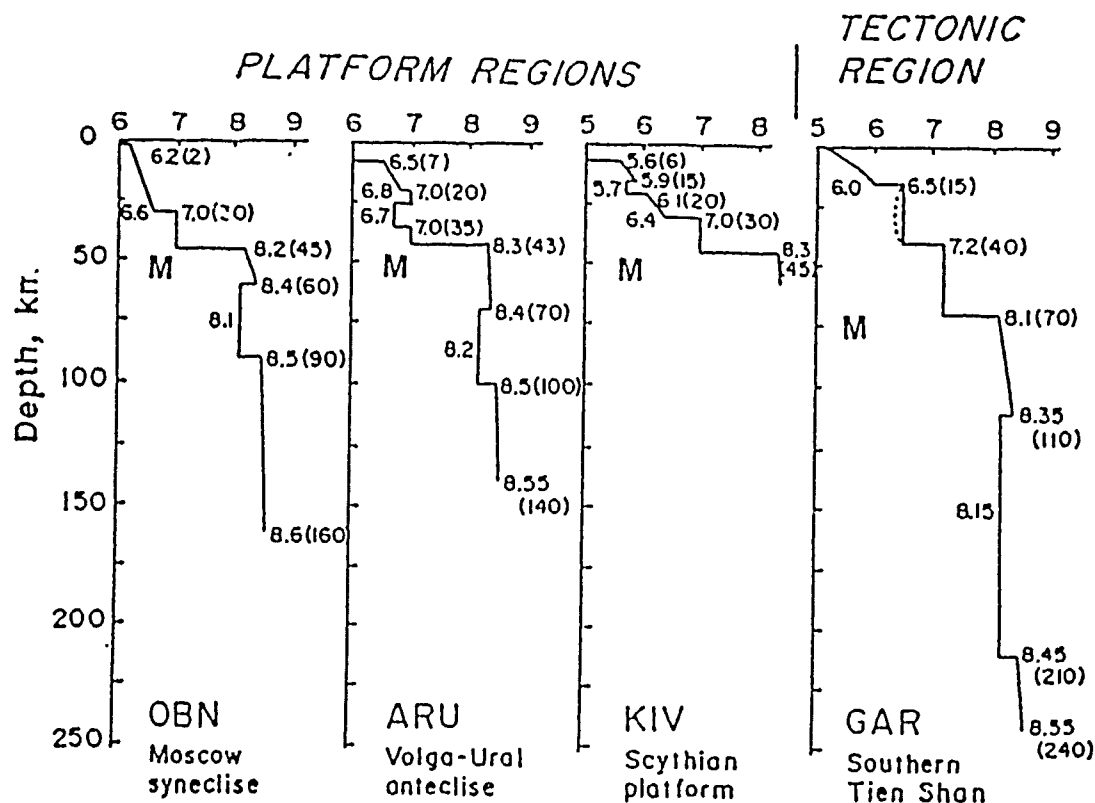 PLATFORM REGIONS
TECTONIC
REGION
6 7 8 9
6 7 8 9
5 6 7 8
5 6 7 8 9
Depth, km
0
50
100
150
200
250
6.2(2)
6.6
7.0(30)
8.2(45)
M
8.4(60)
8.1
8.5(90)
8.6(160)
OBN
Moscow
syneclise
6.5(7)
6.8
7.0(20)
6.7
7.0(35)
8.3(43)
M
8.4(70)
8.2
8.5(100)
8.55
(140)
ARU
Volga-Ural
anteclise
5.6(6)
5.9(15)
5.7
6.1(20)
6.4
7.0(30)
8.3
(45)
M
KIV
Scythian
platform
6.0
6.5(15)
7.2(40)
8.1(70)
M
8.35
(110)
8.15
8.45
(210)
8.55
(240)
GAR
Southern
Tien Shan